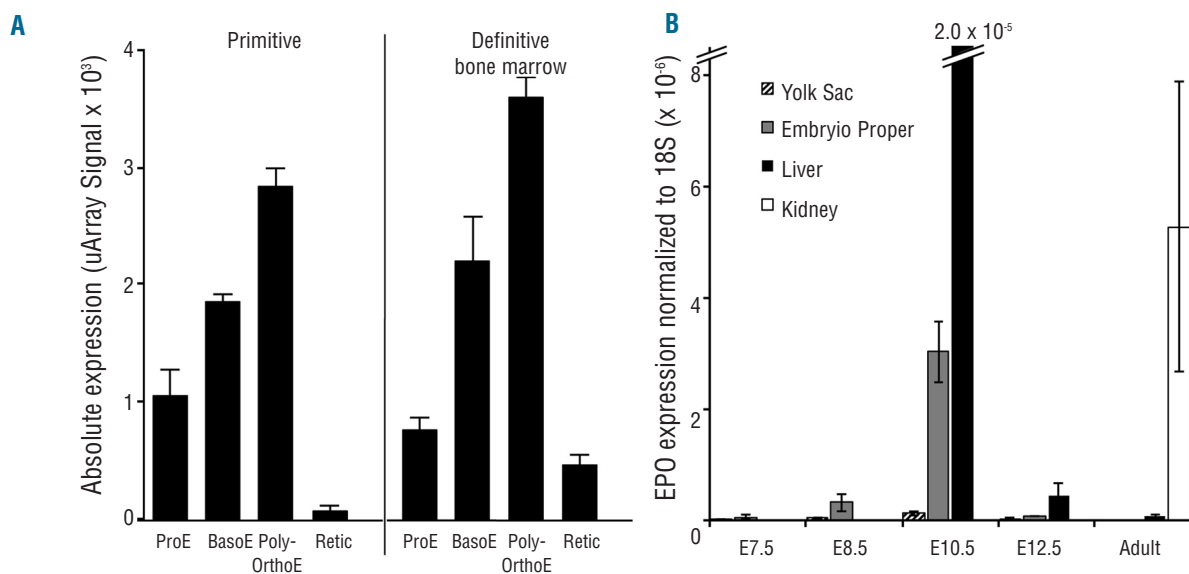 A
Primitive
Definitive
bone marrow
Absolute expression (uArray Signal x 10³)
4
3
2
1
0
ProE
BasoE
Poly-
OrthoE
Retic
ProE
BasoE
Poly-
OrthoE
Retic
B
2.0 x 10⁻⁵
EPO expression normalized to 18S (x 10⁻⁶)
8
6
4
2
0
Yolk Sac
Embryio Proper
Liver
Kidney
E7.5
E8.5
E10.5
E12.5
Adult